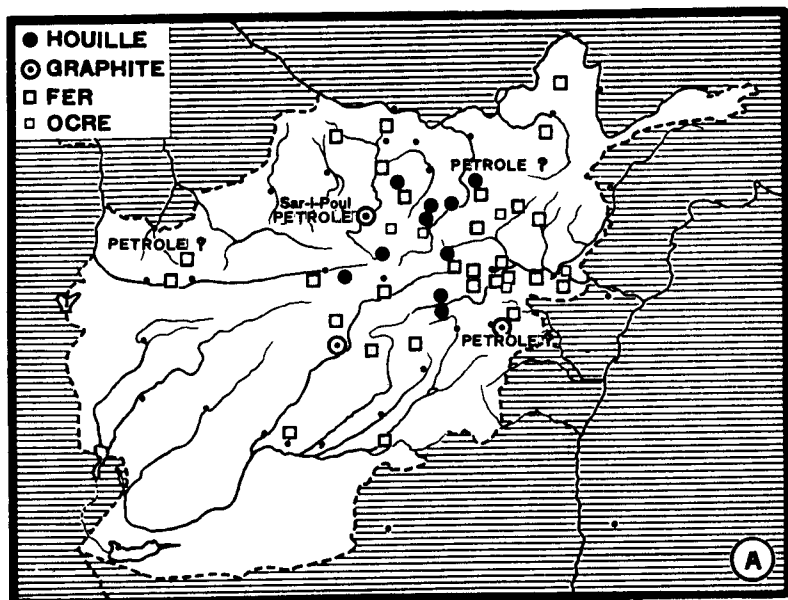 HOUILLE
GRAPHITE
FER
OCRE
PETROLE ?
Sar-i-Poul
PETROLE
PETROLE ?
PETROLE ?
A